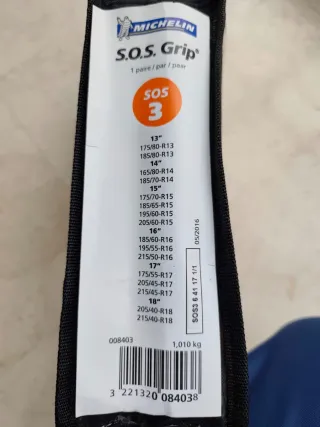 MICHELIN
S.O.S. Grip®
1 paire / par / pair
SOS
3
13"
175/80-R13
185/80-R13
14"
165/80-R14
185/70-R14
15"
175/70-R15
185/65-R15
195/60-R15
205/60-R15
16"
185/60-R16
195/55-R16
215/50-R16
17"
175/55-R17
205/45-R17
215/45-R17
18"
205/40-R18
215/40-R18
05/2016
SOS3 6 41 17 1/1
008403
1,010 kg
3 221320 084038